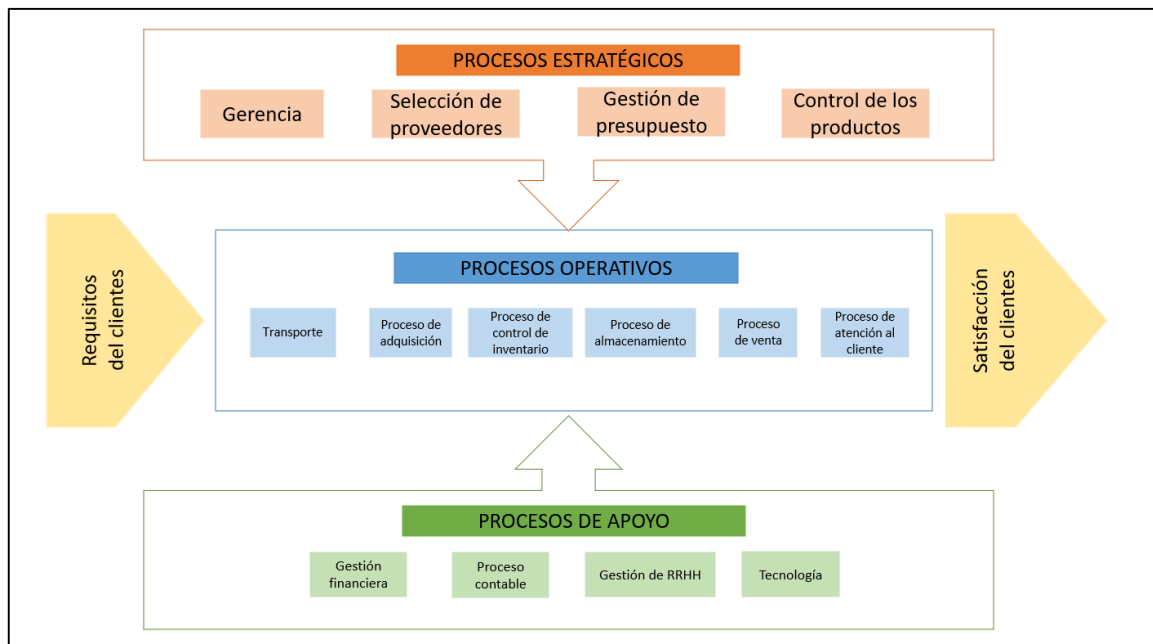 PROCESOS ESTRATÉGICOS
Gerencia
Selección de
proveedores
Gestión de
presupuesto
Control de los
productos
Requisitos
del clientes
PROCESOS OPERATIVOS
Transporte
Proceso de
adquisición
Proceso de
control de
inventario
Proceso de
almacenamiento
Proceso
de venta
Proceso de
atención al
cliente
Satisfacción
del clientes
PROCESOS DE APOYO
Gestión
financiera
Proceso
contable
Gestión de RRHH
Tecnología